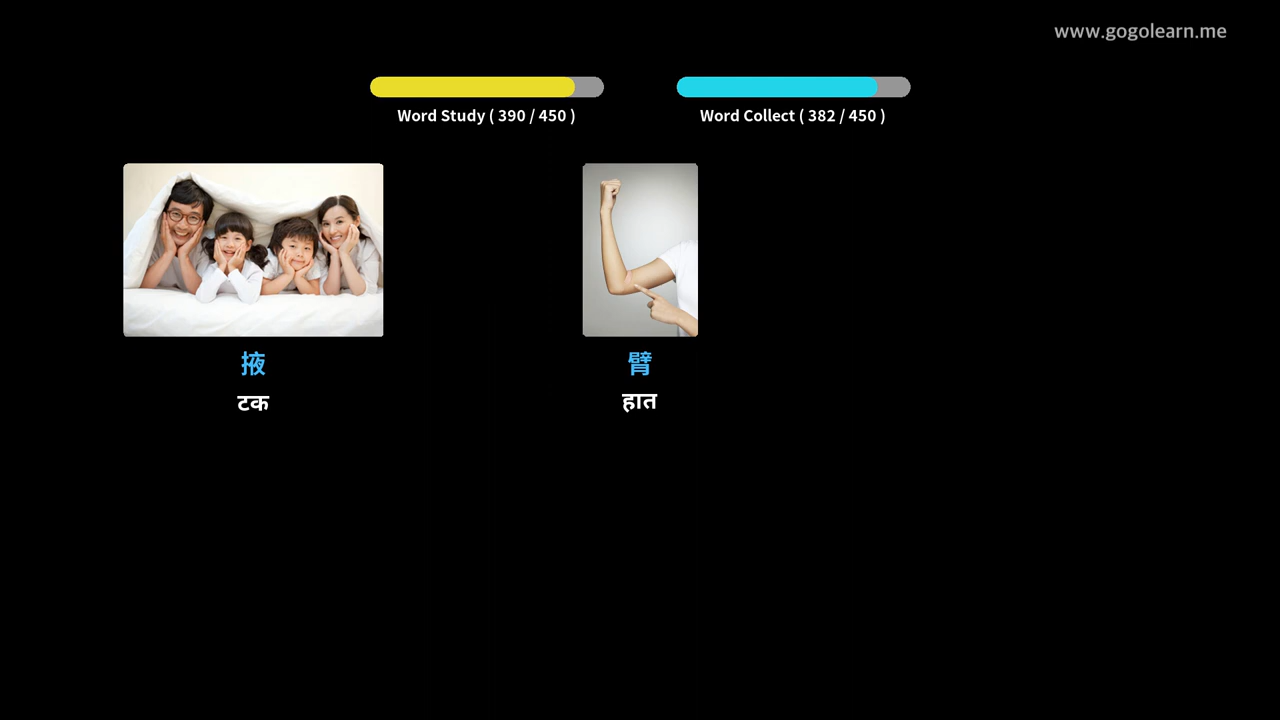 www.gogolearn.me
Word Study ( 390 / 450 )
Word Collect ( 382 / 450 )
掖
टक
臂
हात